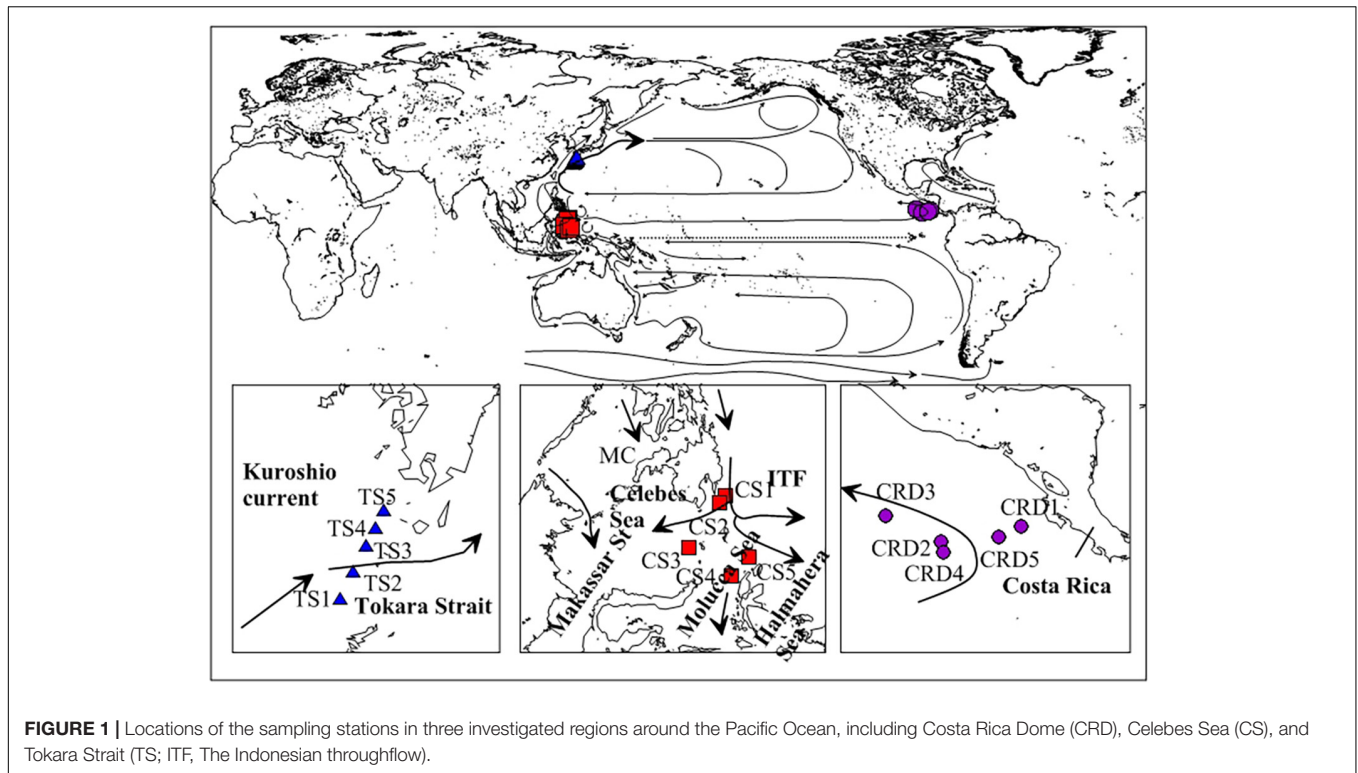 Kuroshio
current
TS5
TS4
TS3
TS2
TS1
Tokara Strait
MC
Celebes
Sea
ITF
CS1
CS2
CS3
CS4
CS5
Makassar St
Molucca Sea
Halmahera
Sea
CRD3
CRD1
CRD2
CRD5
CRD4
Costa Rica
FIGURE 1 | Locations of the sampling stations in three investigated regions around the Pacific Ocean, including Costa Rica Dome (CRD), Celebes Sea (CS), and
Tokara Strait (TS; ITF, The Indonesian throughflow).